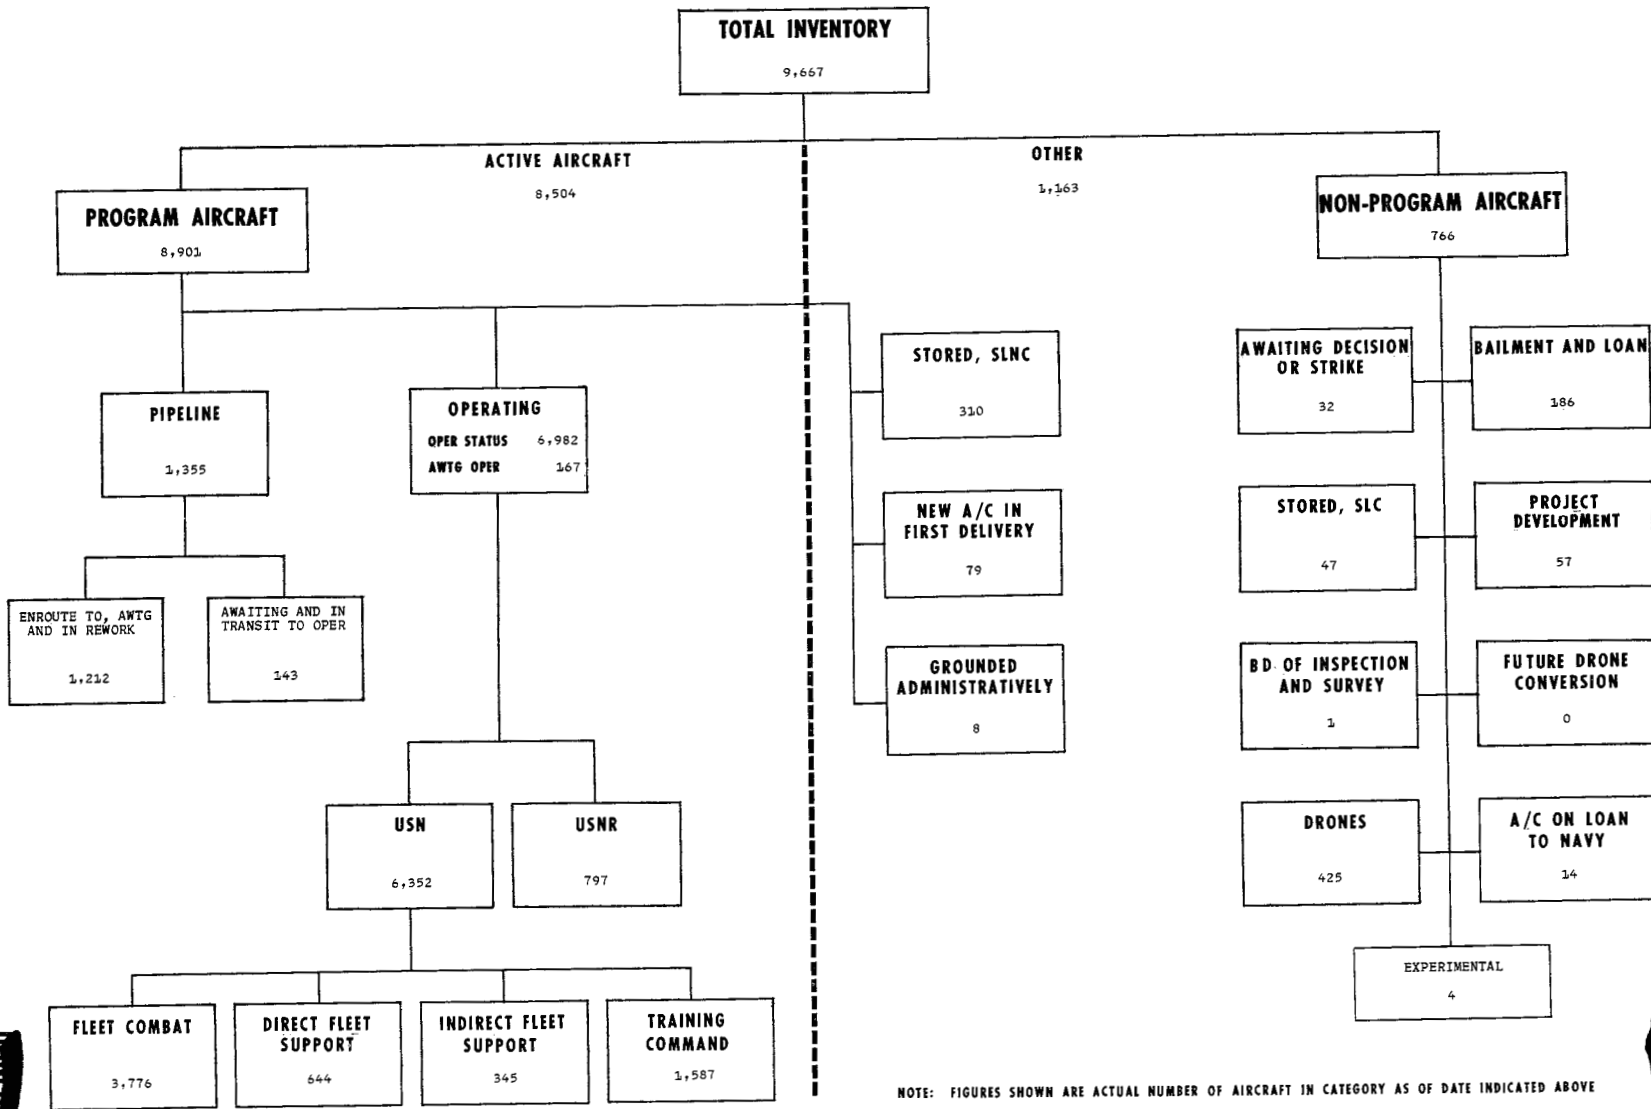 TOTAL INVENTORY
9,667
ACTIVE AIRCRAFT
8,504
OTHER
1,163
PROGRAM AIRCRAFT
8,901
NON-PROGRAM AIRCRAFT
766
PIPELINE
1,355
OPERATING
OPER STATUS 6,982
AWTG OPER 167
STORED, SLNC
310
NEW A/C IN
FIRST DELIVERY
79
GROUNDED
ADMINISTRATIVELY
8
AWAITING DECISION
OR STRIKE
32
BAILMENT AND LOAN
186
STORED, SLC
47
PROJECT
DEVELOPMENT
57
BD. OF INSPECTION
AND SURVEY
1
FUTURE DRONE
CONVERSION
0
DRONES
425
A/C ON LOAN
TO NAVY
14
EXPERIMENTAL
4
ENROUTE TO, AWTG
AND IN REWORK
1,212
AWAITING AND IN
TRANSIT TO OPER
143
USN
6,352
USNR
797
FLEET COMBAT
3,776
DIRECT FLEET
SUPPORT
644
INDIRECT FLEET
SUPPORT
345
TRAINING
COMMAND
1,587
NOTE: FIGURES SHOWN ARE ACTUAL NUMBER OF AIRCRAFT IN CATEGORY AS OF DATE INDICATED ABOVE